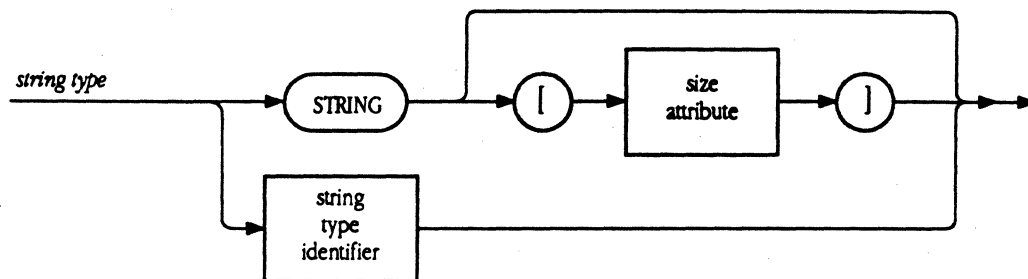 string type
STRING
[
size
attribute
]
string
type
identifier